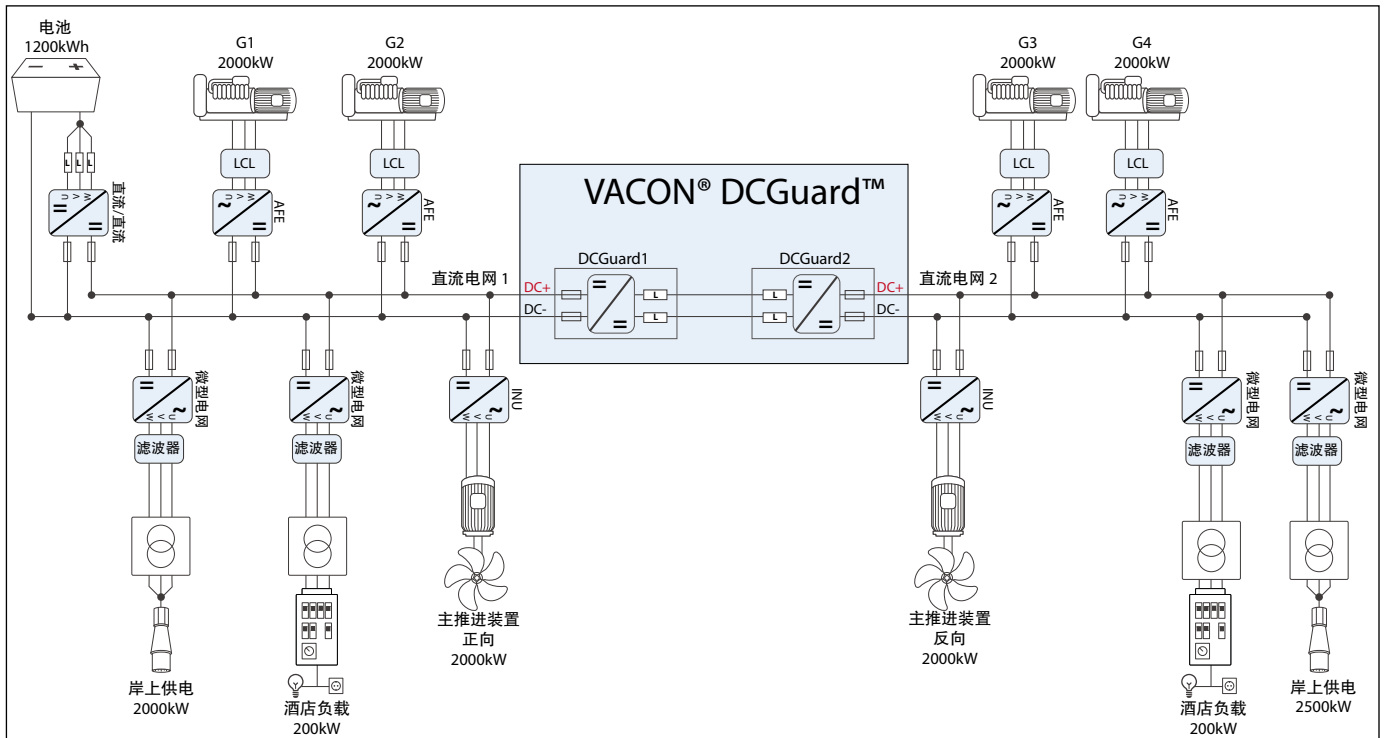 电池
1200kWh
G1
2000kW
G2
2000kW
G3
2000kW
G4
2000kW
L
L
L
LCL
LCL
LCL
LCL
U V W
直流/直流
U V W
AFE
U V W
AFE
U V W
AFE
U V W
AFE
VACON® DCGuard™
DCGuard1
DCGuard2
直流电网 1
DC+
DC-
L
L
L
L
DC+
DC-
直流电网 2
U V W
微型电网
U V W
微型电网
U V W
INU
U V W
INU
U V W
微型电网
U V W
微型电网
滤波器
滤波器
滤波器
滤波器
岸上供电
2000kW
酒店负载
200kW
主推进装置
正向
2000kW
主推进装置
反向
2000kW
酒店负载
200kW
岸上供电
2500kW